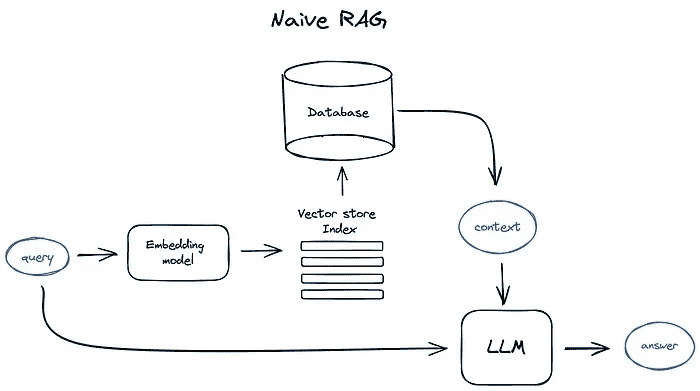 Naive RAG
Database
Vector store
Index
query
Embedding
model
context
LLM
answer